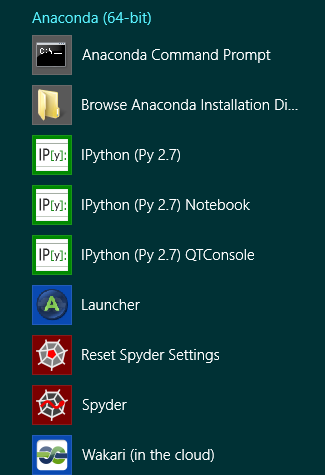 Anaconda (64-bit)
C:\_
Anaconda Command Prompt
Browse Anaconda Installation Di...
IP[y]:
IPython (Py 2.7)
IP[y]:
IPython (Py 2.7) Notebook
IP[y]:
IPython (Py 2.7) QTConsole
A
Launcher
Reset Spyder Settings
Spyder
Wakari (in the cloud)